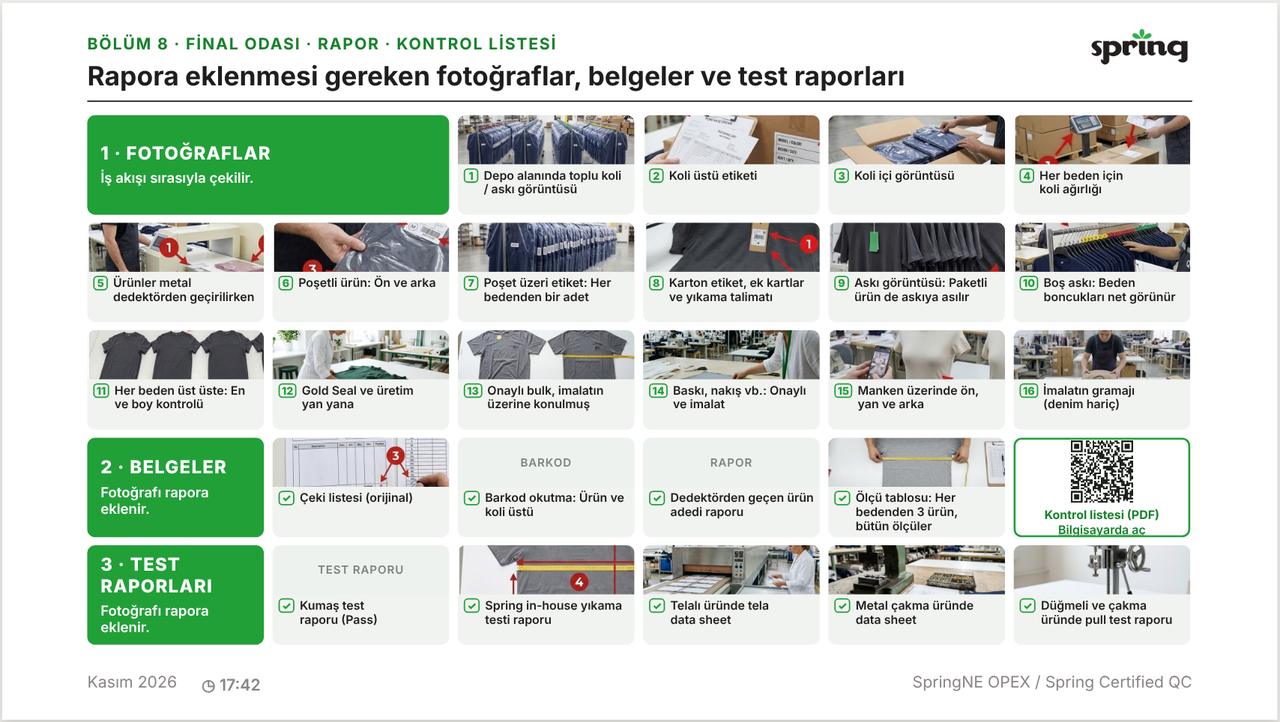 BÖLÜM 8 · FİNAL ODASI · RAPOR · KONTROL LİSTESİ
spring
Rapora eklenmesi gereken fotoğraflar, belgeler ve test raporları
1 · FOTOĞRAFLAR
İş akışı sırasıyla çekilir.
1 Depo alanında toplu koli
/ askı görüntüsü
2 Koli üstü etiketi
3 Koli içi görüntüsü
1
4 Her beden için
koli ağırlığı
1
5 Ürünler metal
dedektörden geçirilirken
3
6 Poşetli ürün: Ön ve arka
7 Poşet üzeri etiket: Her
bedenden bir adet
1
8 Karton etiket, ek kartlar
ve yıkama talimatı
9 Askı görüntüsü: Paketli
ürün de askıya asılır
10 Boş askı: Beden
boncukları net görünür
11 Her beden üst üste: En
ve boy kontrolü
12 Gold Seal ve üretim
yan yana
13 Onaylı bulk, imalatın
üzerine konulmuş
14 Baskı, nakış vb.: Onaylı
ve imalat
15 Manken üzerinde ön,
yan ve arka
16 İmalatın gramajı
(denim hariç)
2 · BELGELER
Fotoğrafı rapora
eklenir.
3
Çeki listesi (orijinal)
BARKOD
Barkod okutma: Ürün ve
koli üstü
RAPOR
Dedektörden geçen ürün
adedi raporu
Ölçü tablosu: Her
bedenden 3 ürün,
bütün ölçüler
Kontrol listesi (PDF)
Bilgisayarda aç
3 · TEST
RAPORLARI
Fotoğrafı rapora
eklenir.
TEST RAPORU
Kumaş test
raporu (Pass)
4
Spring in-house yıkama
testi raporu
Telalı üründe tela
data sheet
Metal çakma üründe
data sheet
Düğmeli ve çakma
üründe pull test raporu
Kasım 2026
17:42
SpringNE OPEX / Spring Certified QC